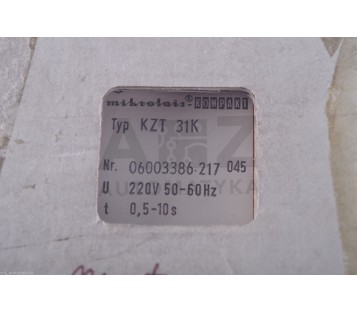 mikrolais® KOMPAKT
Typ KZT 31K
Nr. 06003386.217 045
U 220V 50-60Hz
t 0,5-10s